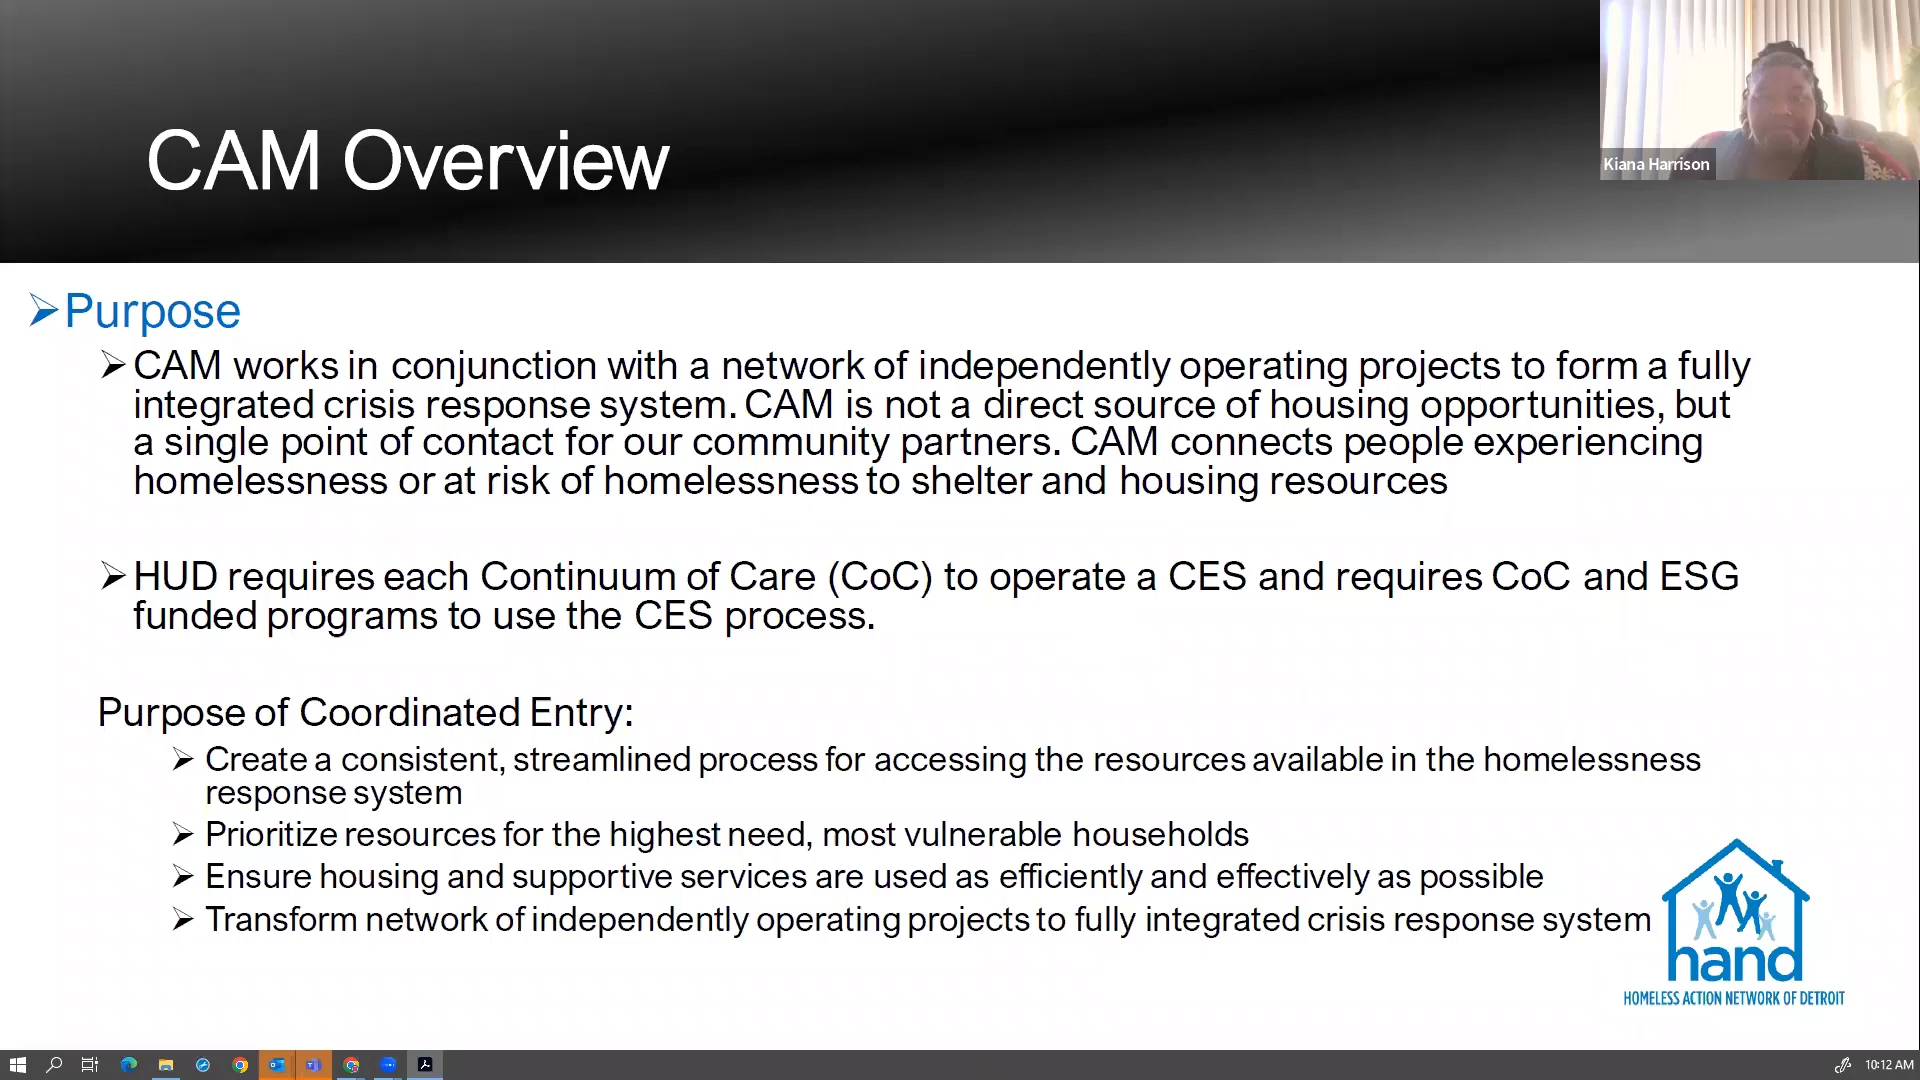 CAM Overview
Kiana Harrison
Purpose
CAM works in conjunction with a network of independently operating projects to form a fully
integrated crisis response system. CAM is not a direct source of housing opportunities, but
a single point of contact for our community partners. CAM connects people experiencing
homelessness or at risk of homelessness to shelter and housing resources
HUD requires each Continuum of Care (CoC) to operate a CES and requires CoC and ESG
funded programs to use the CES process.
Purpose of Coordinated Entry:
Create a consistent, streamlined process for accessing the resources available in the homelessness
response system
Prioritize resources for the highest need, most vulnerable households
Ensure housing and supportive services are used as efficiently and effectively as possible
Transform network of independently operating projects to fully integrated crisis response system
hand
HOMELESS ACTION NETWORK OF DETROIT
10:12 AM